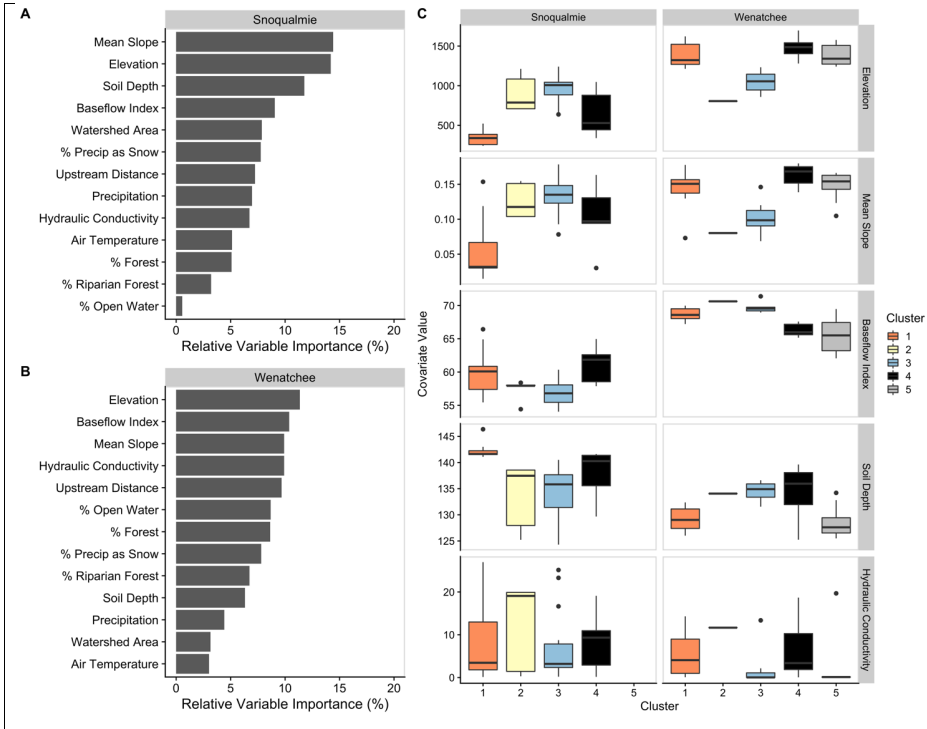 A
Snoqualmie
Mean Slope
Elevation
Soil Depth
Baseflow Index
Watershed Area
% Precip as Snow
Upstream Distance
Precipitation
Hydraulic Conductivity
Air Temperature
% Forest
% Riparian Forest
% Open Water
0 5 10 15 20
Relative Variable Importance (%)
B
Wenatchee
Elevation
Baseflow Index
Mean Slope
Hydraulic Conductivity
Upstream Distance
% Open Water
% Forest
% Precip as Snow
% Riparian Forest
Soil Depth
Precipitation
Watershed Area
Air Temperature
0 5 10 15 20
Relative Variable Importance (%)
C
Snoqualmie Wenatchee
Covariate Value
1500
1000
500
Elevation
0.15
0.10
0.05
Mean Slope
70
65
60
55
Baseflow Index
145
140
135
130
125
Soil Depth
20
10
0
Hydraulic Conductivity
1 2 3 4 5 1 2 3 4 5
Cluster
Cluster
1
2
3
4
5